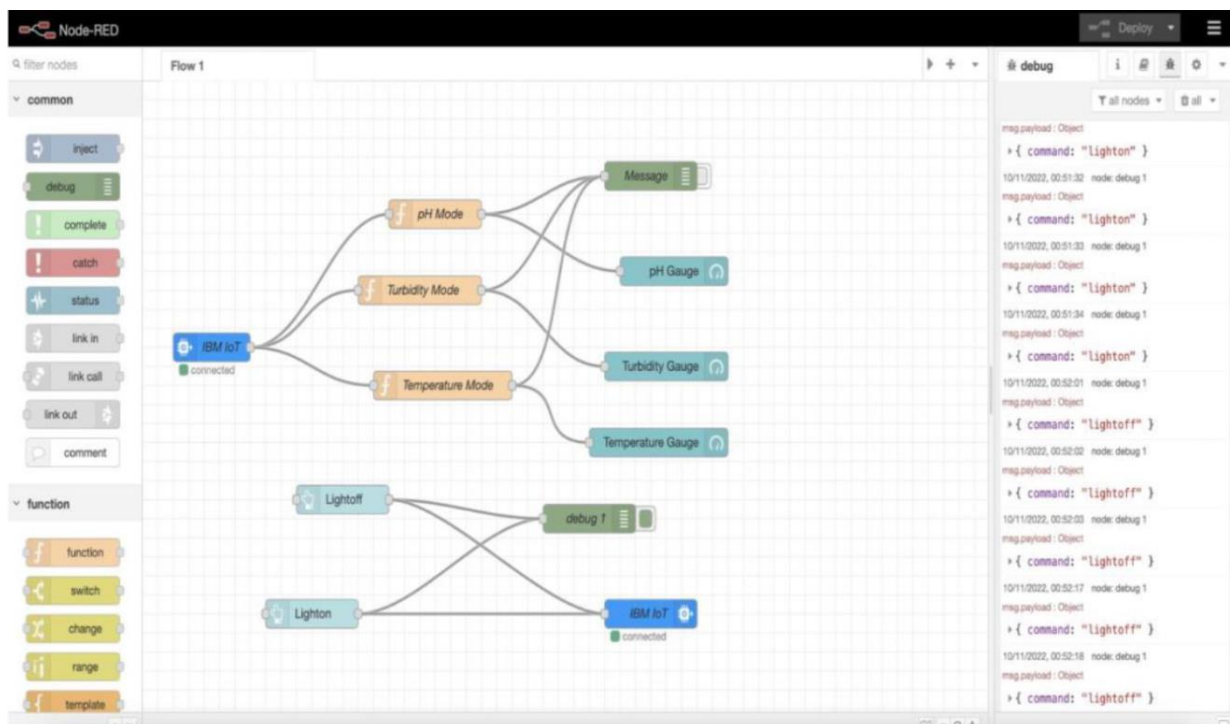 Node-RED
Deploy
filter nodes
Flow 1
debug
i
all nodes
all
common
inject
debug
complete
catch
status
link in
link call
link out
comment
function
function
switch
change
range
template
pH Mode
Turbidity Mode
IBM IoT
connected
Temperature Mode
Message
pH Gauge
Turbidity Gauge
Temperature Gauge
Lightoff
debug 1
Lighton
IBM IoT
connected
msg.payload : Object
{ command: "lighton" }
10/11/2022, 00:51:32 node: debug 1
msg.payload : Object
{ command: "lighton" }
10/11/2022, 00:51:33 node: debug 1
msg.payload : Object
{ command: "lighton" }
10/11/2022, 00:51:34 node: debug 1
msg.payload : Object
{ command: "lighton" }
10/11/2022, 00:52:01 node: debug 1
msg.payload : Object
{ command: "lightoff" }
10/11/2022, 00:52:02 node: debug 1
msg.payload : Object
{ command: "lightoff" }
10/11/2022, 00:52:03 node: debug 1
msg.payload : Object
{ command: "lightoff" }
10/11/2022, 00:52:17 node: debug 1
msg.payload : Object
{ command: "lightoff" }
10/11/2022, 00:52:18 node: debug 1
msg.payload : Object
{ command: "lightoff" }